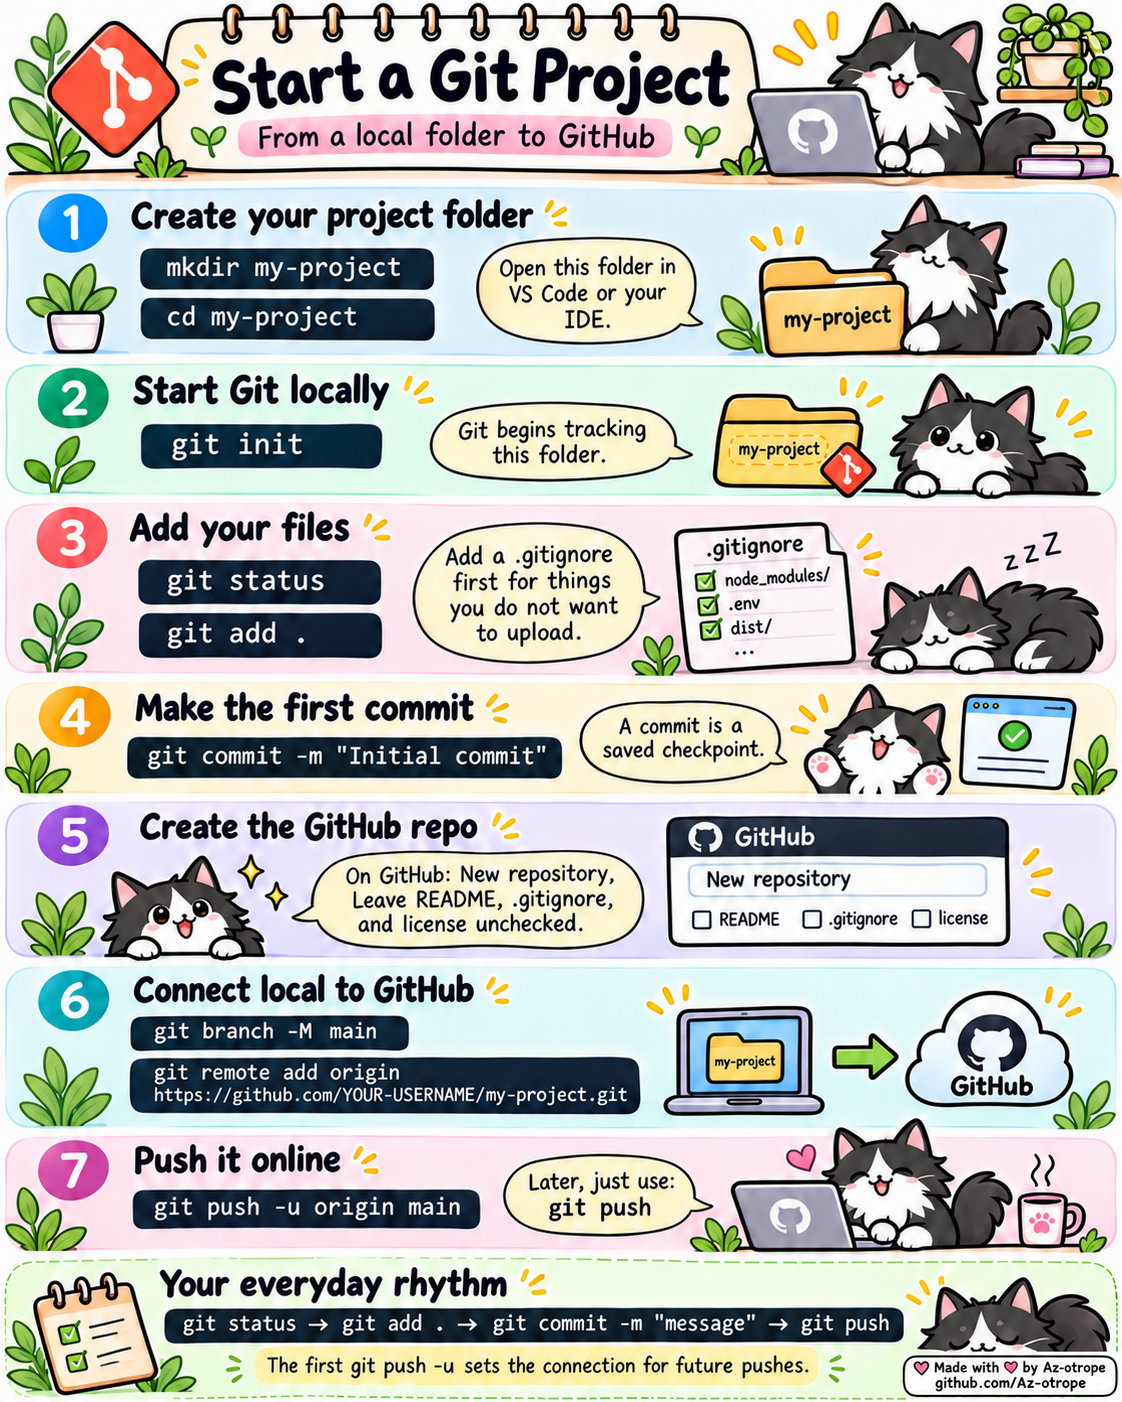 Start a Git Project
From a local folder to GitHub
1
Create your project folder
mkdir my-project
cd my-project
Open this folder in
VS Code or your
IDE.
my-project
2
Start Git locally
git init
Git begins tracking
this folder.
my-project
3
Add your files
git status
git add .
Add a .gitignore
first for things
you do not want
to upload.
.gitignore
node_modules/
.env
dist/
...
z z Z
4
Make the first commit
git commit -m "Initial commit"
A commit is a
saved checkpoint.
5
Create the GitHub repo
On GitHub: New repository,
Leave README, .gitignore,
and license unchecked.
GitHub
New repository
README .gitignore license
6
Connect local to GitHub
git branch -M main
git remote add origin
https://github.com/YOUR-USERNAME/my-project.git
my-project
GitHub
7
Push it online
git push -u origin main
Later, just use:
git push
Your everyday rhythm
git status → git add . → git commit -m "message" → git push
The first git push -u sets the connection for future pushes.
Made with by Az-otrope
github.com/Az-otrope